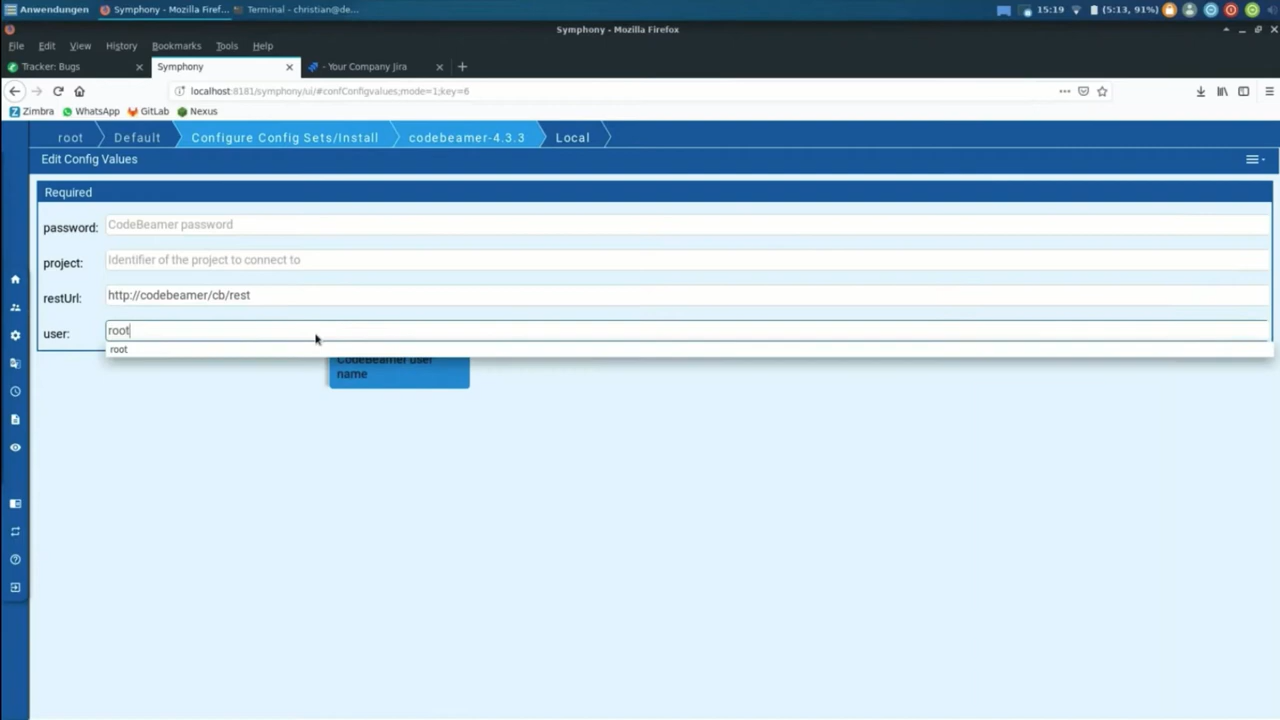 Anwendungen Symphony - Mozilla Firef... Terminal - christian@de... 15:19 (5:13, 91%)
Symphony - Mozilla Firefox
File Edit View History Bookmarks Tools Help
Tracker: Bugs Symphony - Your Company Jira
localhost:8181/symphony/ui/#confConfigvalues;mode=1;key=6
Zimbra WhatsApp GitLab Nexus
root Default Configure Config Sets/Install codebeamer-4.3.3 Local
Edit Config Values
Required
password: CodeBeamer password
project: Identifier of the project to connect to
restUrl: http://codebeamer/cb/rest
user: root
root
CodeBeamer user
name